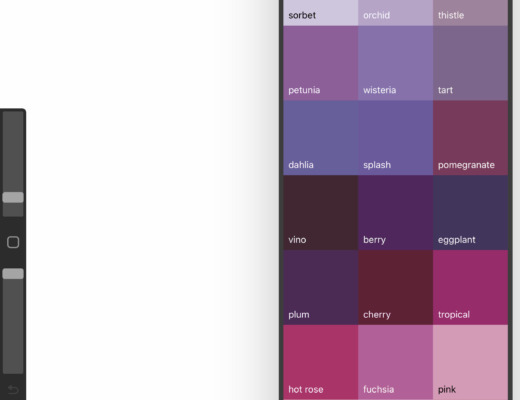 sorbet orchid thistle
petunia wisteria tart
dahlia splash pomegranate
vino berry eggplant
plum cherry tropical
hot rose fuchsia pink